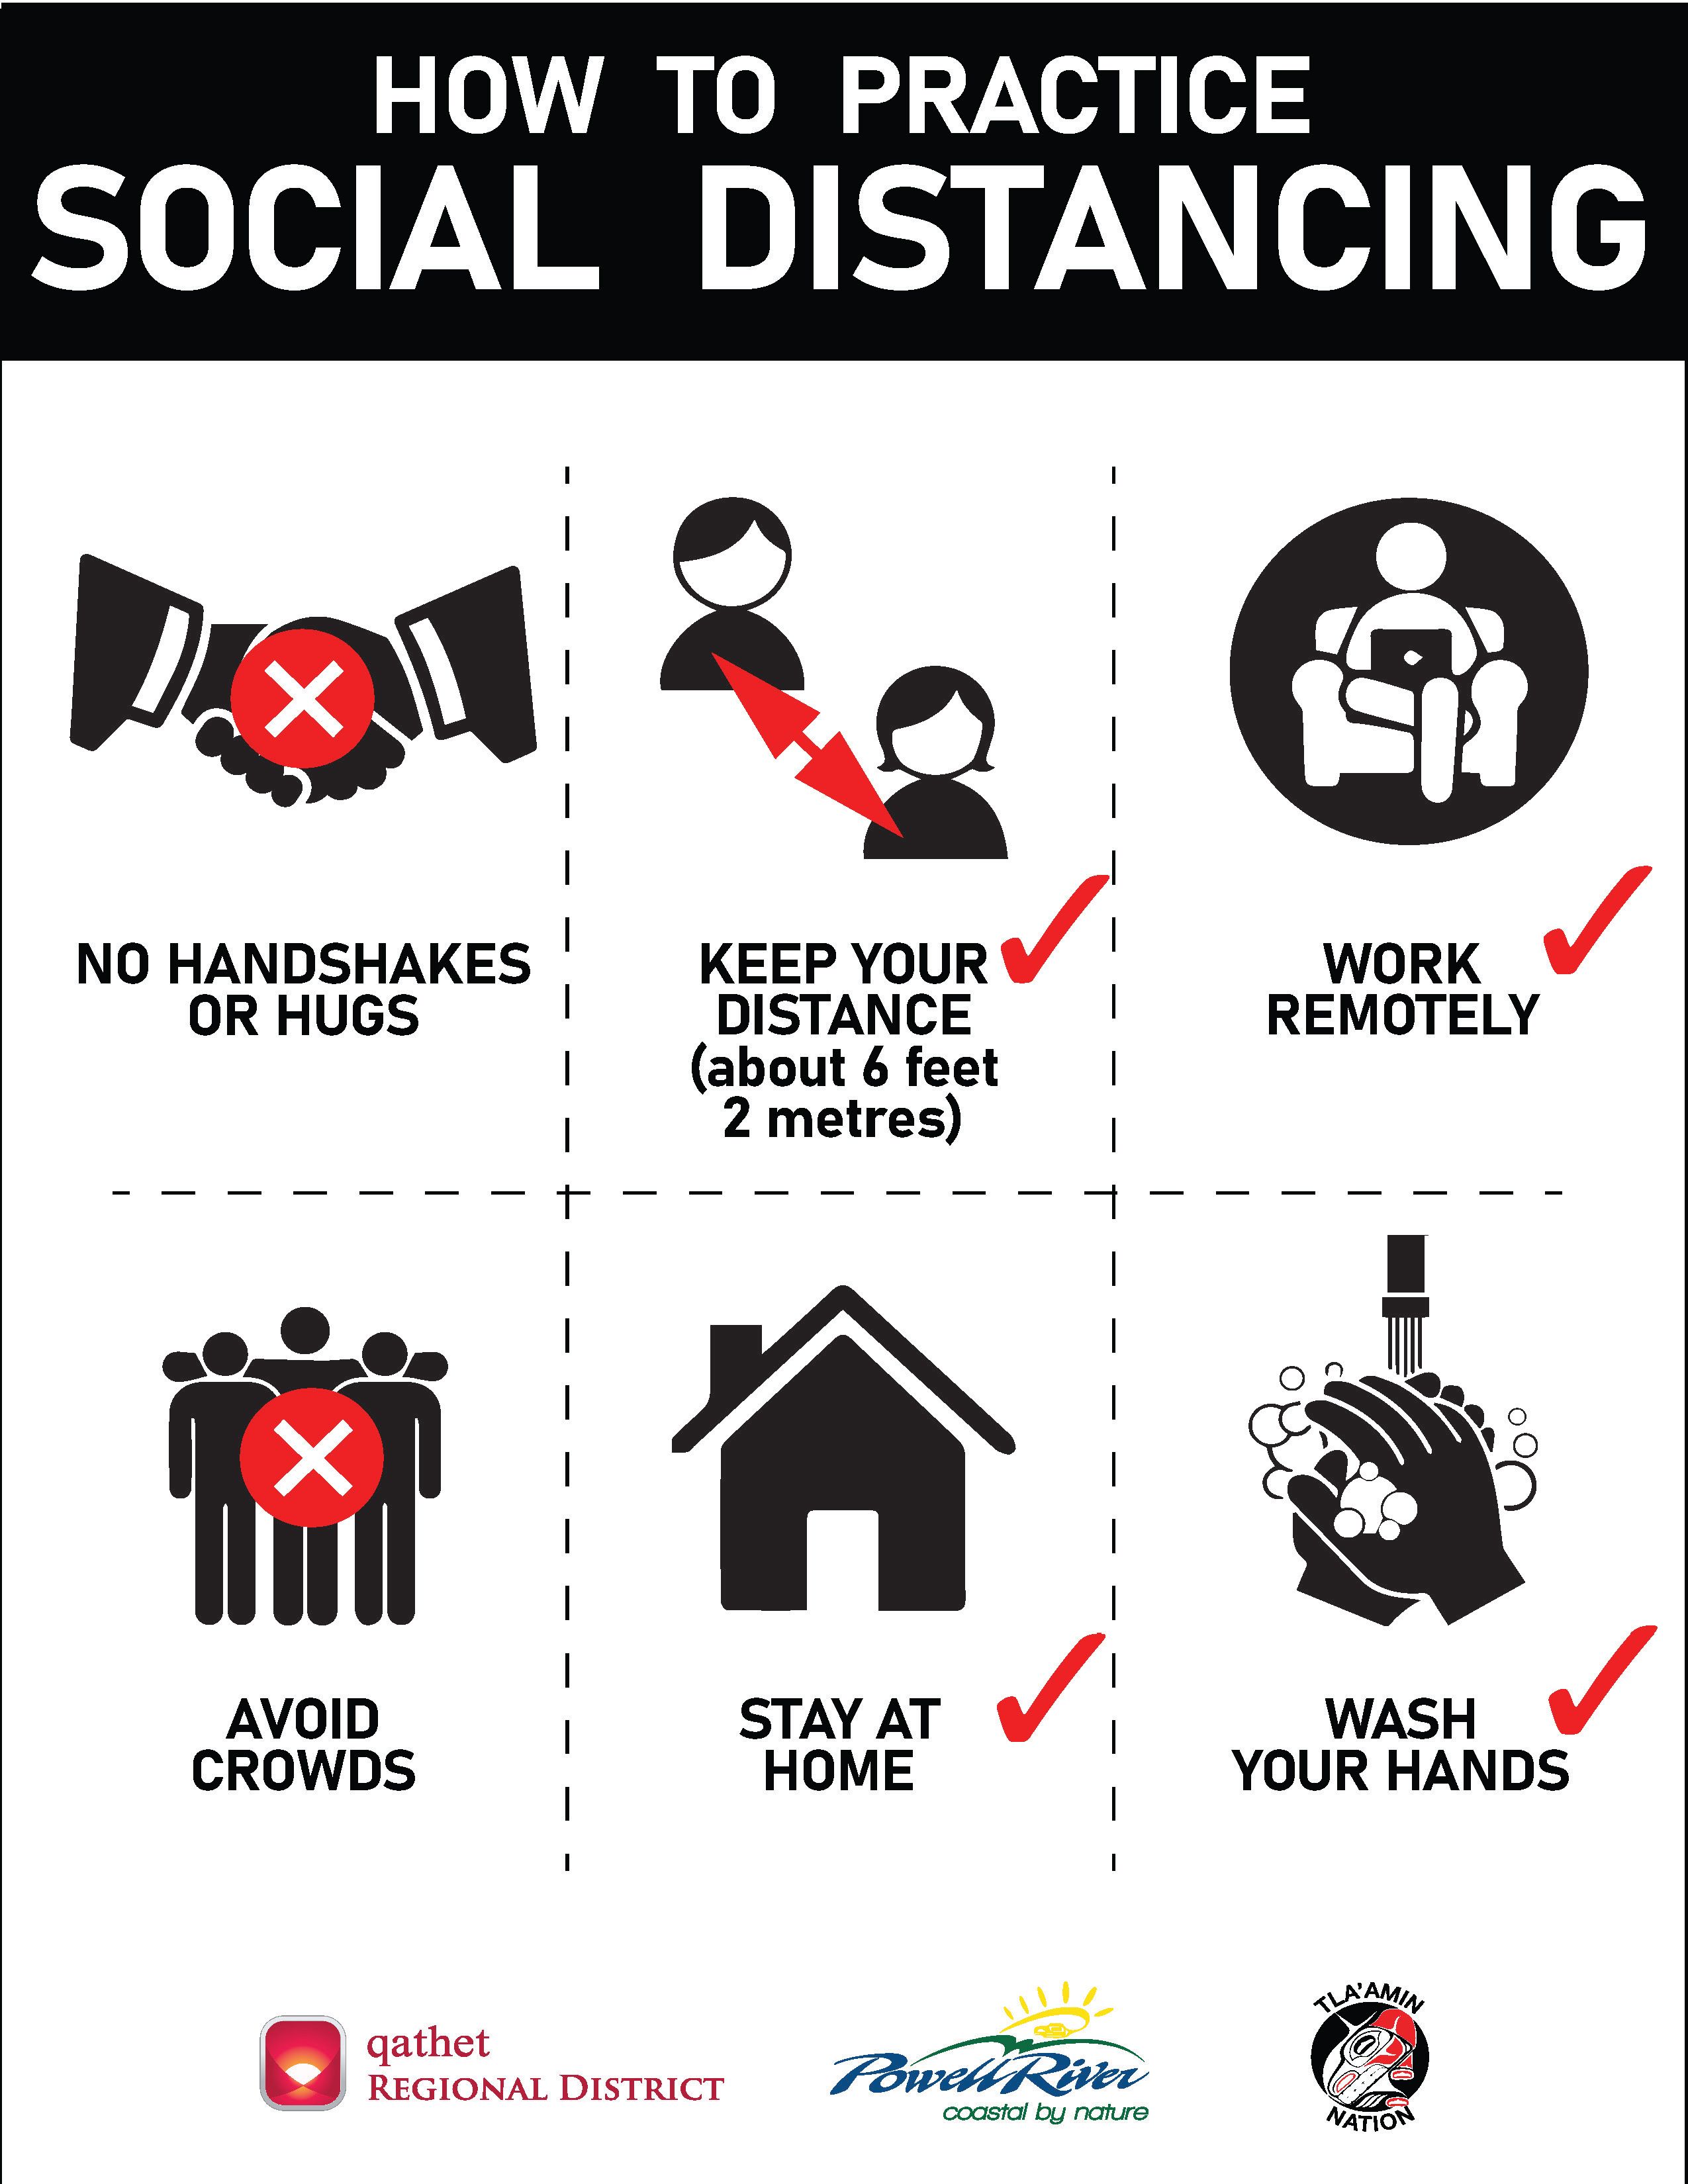 HOW TO PRACTICE
SOCIAL DISTANCING
NO HANDSHAKES
OR HUGS
KEEP YOUR
DISTANCE
(about 6 feet
2 metres)
WORK
REMOTELY
AVOID
CROWDS
STAY AT
HOME
WASH
YOUR HANDS
qathet
REGIONAL DISTRICT
Powell River
coastal by nature
TLA'AMIN
NATION